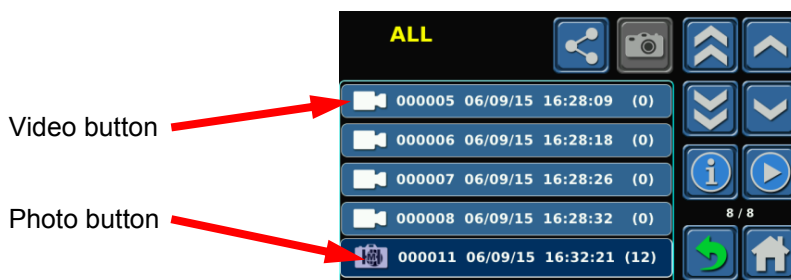 ALL
Video button
000005 06/09/15 16:28:09 (0)
000006 06/09/15 16:28:18 (0)
000007 06/09/15 16:28:26 (0)
Photo button
000008 06/09/15 16:28:32 (0)
8 / 8
000011 06/09/15 16:32:21 (12)